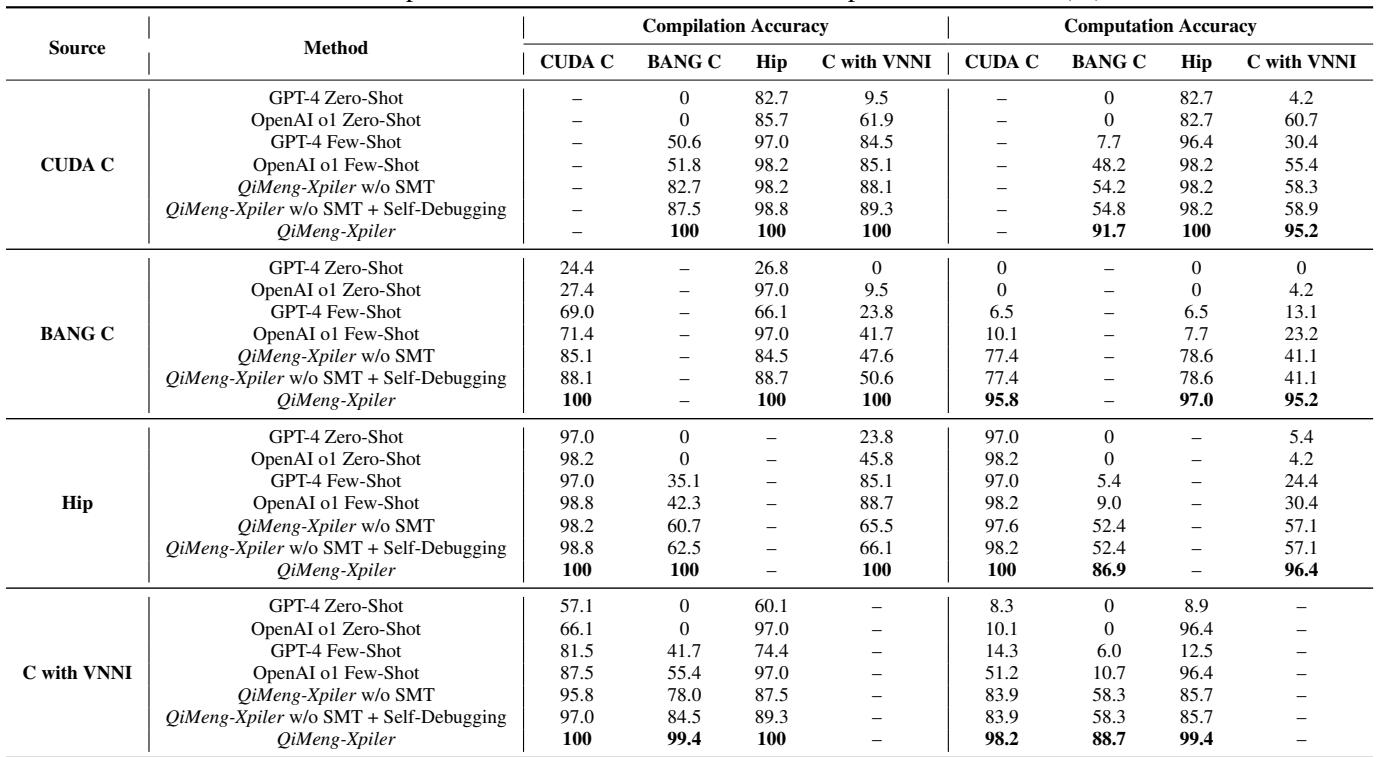 Compilation Accuracy Computation Accuracy
Source Method
CUDA C BANG C Hip C with VNNI CUDA C BANG C Hip C with VNNI
GPT-4 Zero-Shot – 0 82.7 9.5 – 0 82.7 4.2
OpenAI o1 Zero-Shot – 0 85.7 61.9 – 0 82.7 60.7
GPT-4 Few-Shot – 50.6 97.0 84.5 – 7.7 96.4 30.4
CUDA C OpenAI o1 Few-Shot – 51.8 98.2 85.1 – 48.2 98.2 55.4
QiMeng-Xpiler w/o SMT – 82.7 98.2 88.1 – 54.2 98.2 58.3
QiMeng-Xpiler w/o SMT + Self-Debugging – 87.5 98.8 89.3 – 54.8 98.2 58.9
QiMeng-Xpiler – 100 100 100 – 91.7 100 95.2
GPT-4 Zero-Shot 24.4 – 26.8 0 0 – 0 0
OpenAI o1 Zero-Shot 27.4 – 97.0 9.5 0 – 0 4.2
GPT-4 Few-Shot 69.0 – 66.1 23.8 6.5 – 6.5 13.1
BANG C OpenAI o1 Few-Shot 71.4 – 97.0 41.7 10.1 – 7.7 23.2
QiMeng-Xpiler w/o SMT 85.1 – 84.5 47.6 77.4 – 78.6 41.1
QiMeng-Xpiler w/o SMT + Self-Debugging 88.1 – 88.7 50.6 77.4 – 78.6 41.1
QiMeng-Xpiler 100 – 100 100 95.8 – 97.0 95.2
GPT-4 Zero-Shot 97.0 0 – 23.8 97.0 0 – 5.4
OpenAI o1 Zero-Shot 98.2 0 – 45.8 98.2 0 – 4.2
GPT-4 Few-Shot 97.0 35.1 – 85.1 97.0 5.4 – 24.4
Hip OpenAI o1 Few-Shot 98.8 42.3 – 88.7 98.2 9.0 – 30.4
QiMeng-Xpiler w/o SMT 98.2 60.7 – 65.5 97.6 52.4 – 57.1
QiMeng-Xpiler w/o SMT + Self-Debugging 98.8 62.5 – 66.1 98.2 52.4 – 57.1
QiMeng-Xpiler 100 100 – 100 100 86.9 – 96.4
GPT-4 Zero-Shot 57.1 0 60.1 – 8.3 0 8.9 –
OpenAI o1 Zero-Shot 66.1 0 97.0 – 10.1 0 96.4 –
GPT-4 Few-Shot 81.5 41.7 74.4 – 14.3 6.0 12.5 –
C with VNNI OpenAI o1 Few-Shot 87.5 55.4 97.0 – 51.2 10.7 96.4 –
QiMeng-Xpiler w/o SMT 95.8 78.0 87.5 – 83.9 58.3 85.7 –
QiMeng-Xpiler w/o SMT + Self-Debugging 97.0 84.5 89.3 – 83.9 58.3 85.7 –
QiMeng-Xpiler 100 99.4 100 – 98.2 88.7 99.4 –